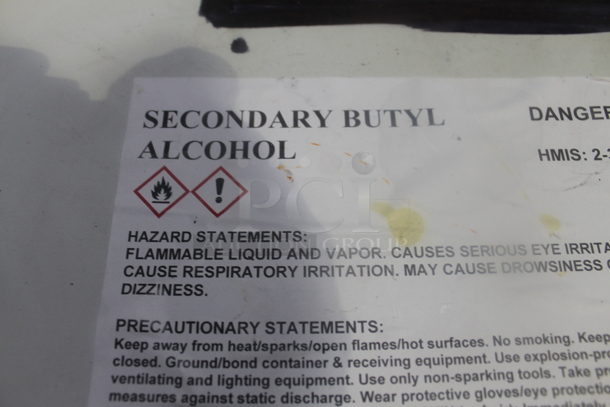 SECONDARY BUTYL
ALCOHOL
DANGER
HMIS: 2-
PCI
GROUP
HAZARD STATEMENTS:
FLAMMABLE LIQUID AND VAPOR. CAUSES SERIOUS EYE IRRITA
CAUSE RESPIRATORY IRRITATION. MAY CAUSE DROWSINESS
DIZZINESS.
PRECAUTIONARY STATEMENTS:
Keep away from heat/sparks/open flames/hot surfaces. No smoking. Keep
closed. Ground/bond container & receiving equipment. Use explosion-pro
ventilating and lighting equipment. Use only non-sparking tools. Take pr
measures against static discharge. Wear protective gloves/eye protectio